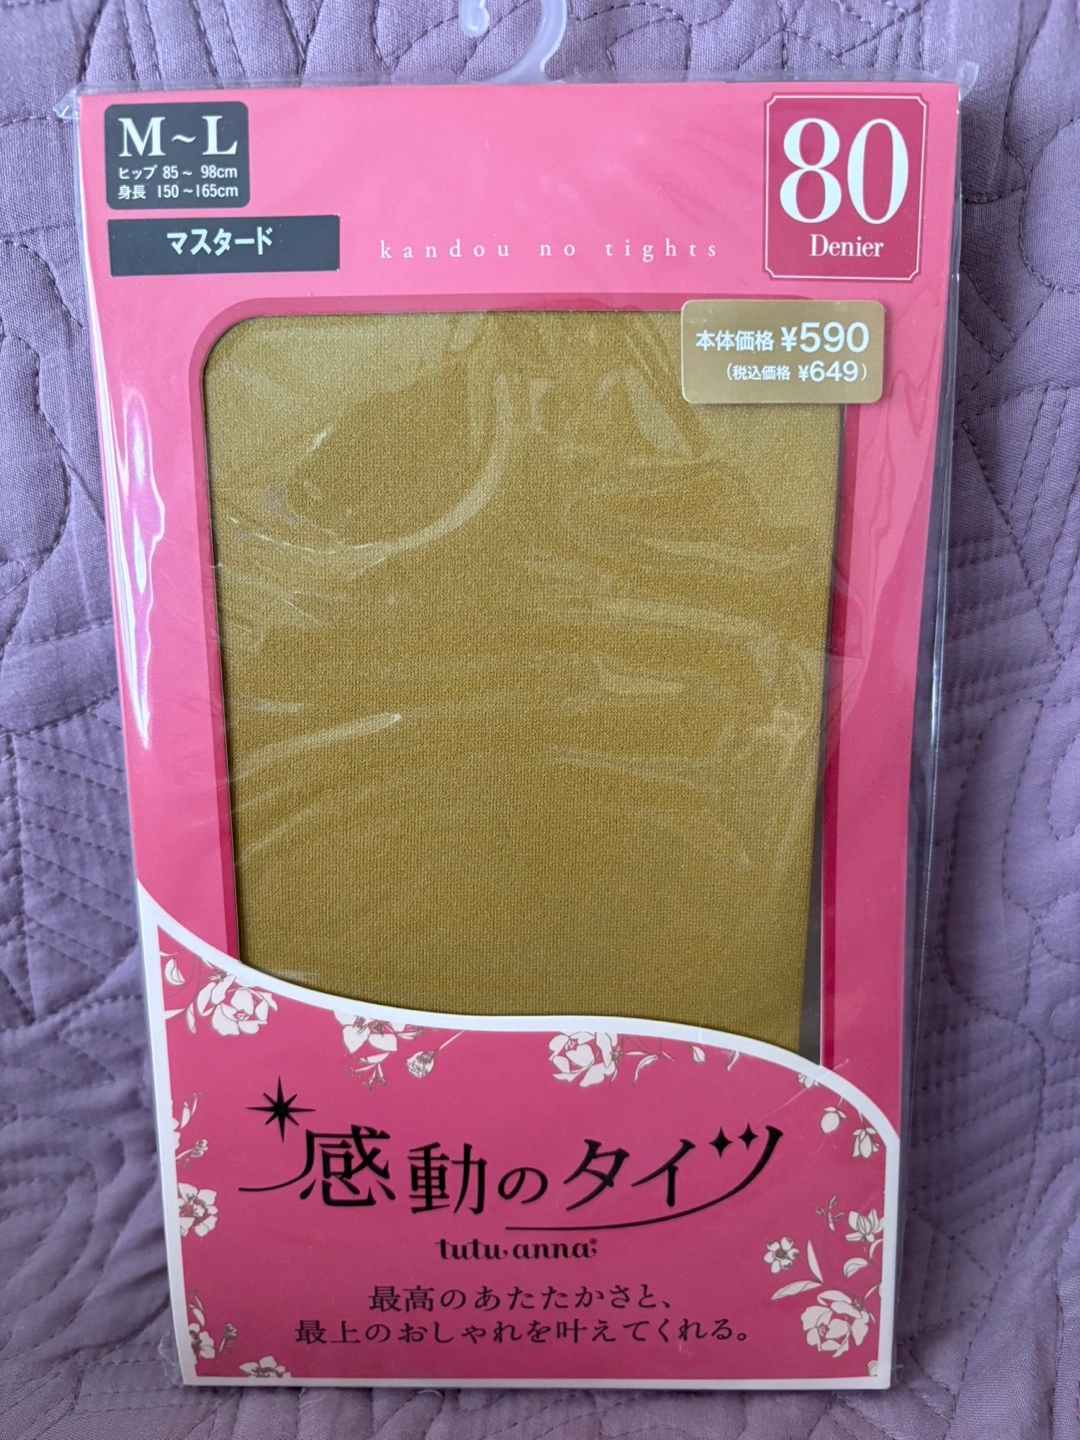 M~L
ヒップ 85~ 98cm
身長 150~165cm
マスタード
kandou no tights
80
Denier
本体価格 ¥590
(税込価格 ¥649)
感動のタイツ
tutu anna®
最高のあたたかさと、
最上のおしゃれを叶えてくれる。